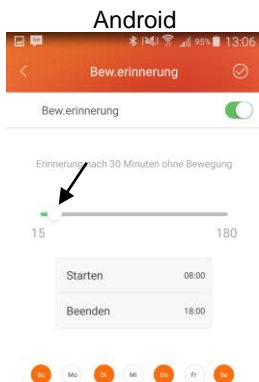 Android
95% 13:06
Bew.erinnerung
Bew.erinnerung
Erinnerung nach 30 Minuten ohne Bewegung
15 180
Starten 08:00
Beenden 18:00
So Mo Di Mi Do Fr Sa